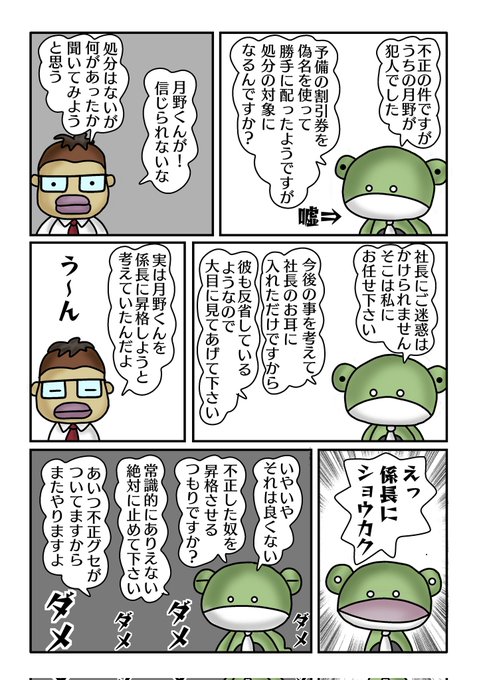 不正の件ですが
うちの月野が
犯人でした
予備の割引券を
偽名を使って
勝手に配ったようですが
処分の対象に
なるんですか?
嘘⇒
月野くんが!
信じられないな
処分はないが
何があったか
聞いてみよう
と思う
社長にご迷惑は
かけられません
そこは私に
お任せ下さい
今後の事を考えて
社長のお耳に
入れただけですから
彼も反省している
ようなので
大目に見てあげて下さい
実は月野くんを
係長に昇格しようと
考えていたんだよ
う〜ん
えっ
係長に
ショウカク
いやいや
それは良くない
不正した奴を
昇格させる
つもりですか?
常識的にありえない
絶対に止めて下さい
あいつ不正グセが
ついてますから
またやりますよ
ダメ
ダメ
ダメ
ダメ